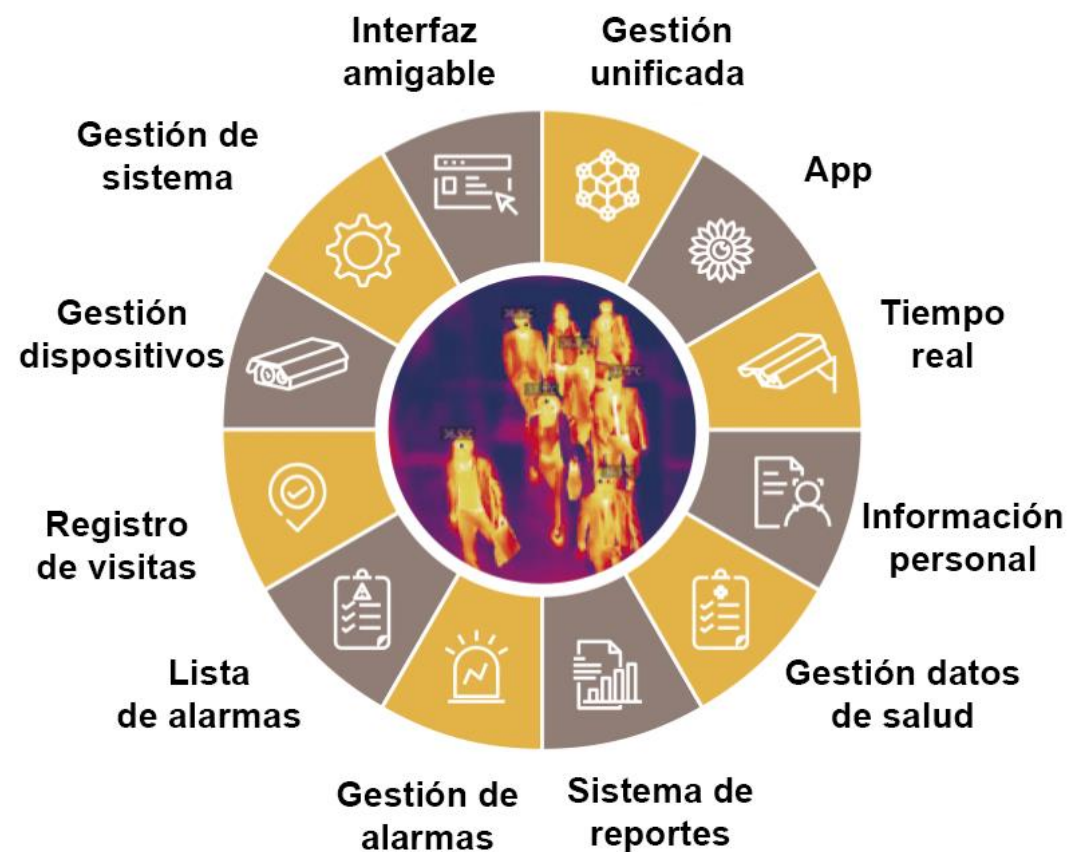 Interfaz
amigable
Gestión
unificada
App
Tiempo
real
Información
personal
Gestión datos
de salud
Sistema de
reportes
Gestión de
alarmas
Lista
de alarmas
Registro
de visitas
Gestión
dispositivos
Gestión de
sistema